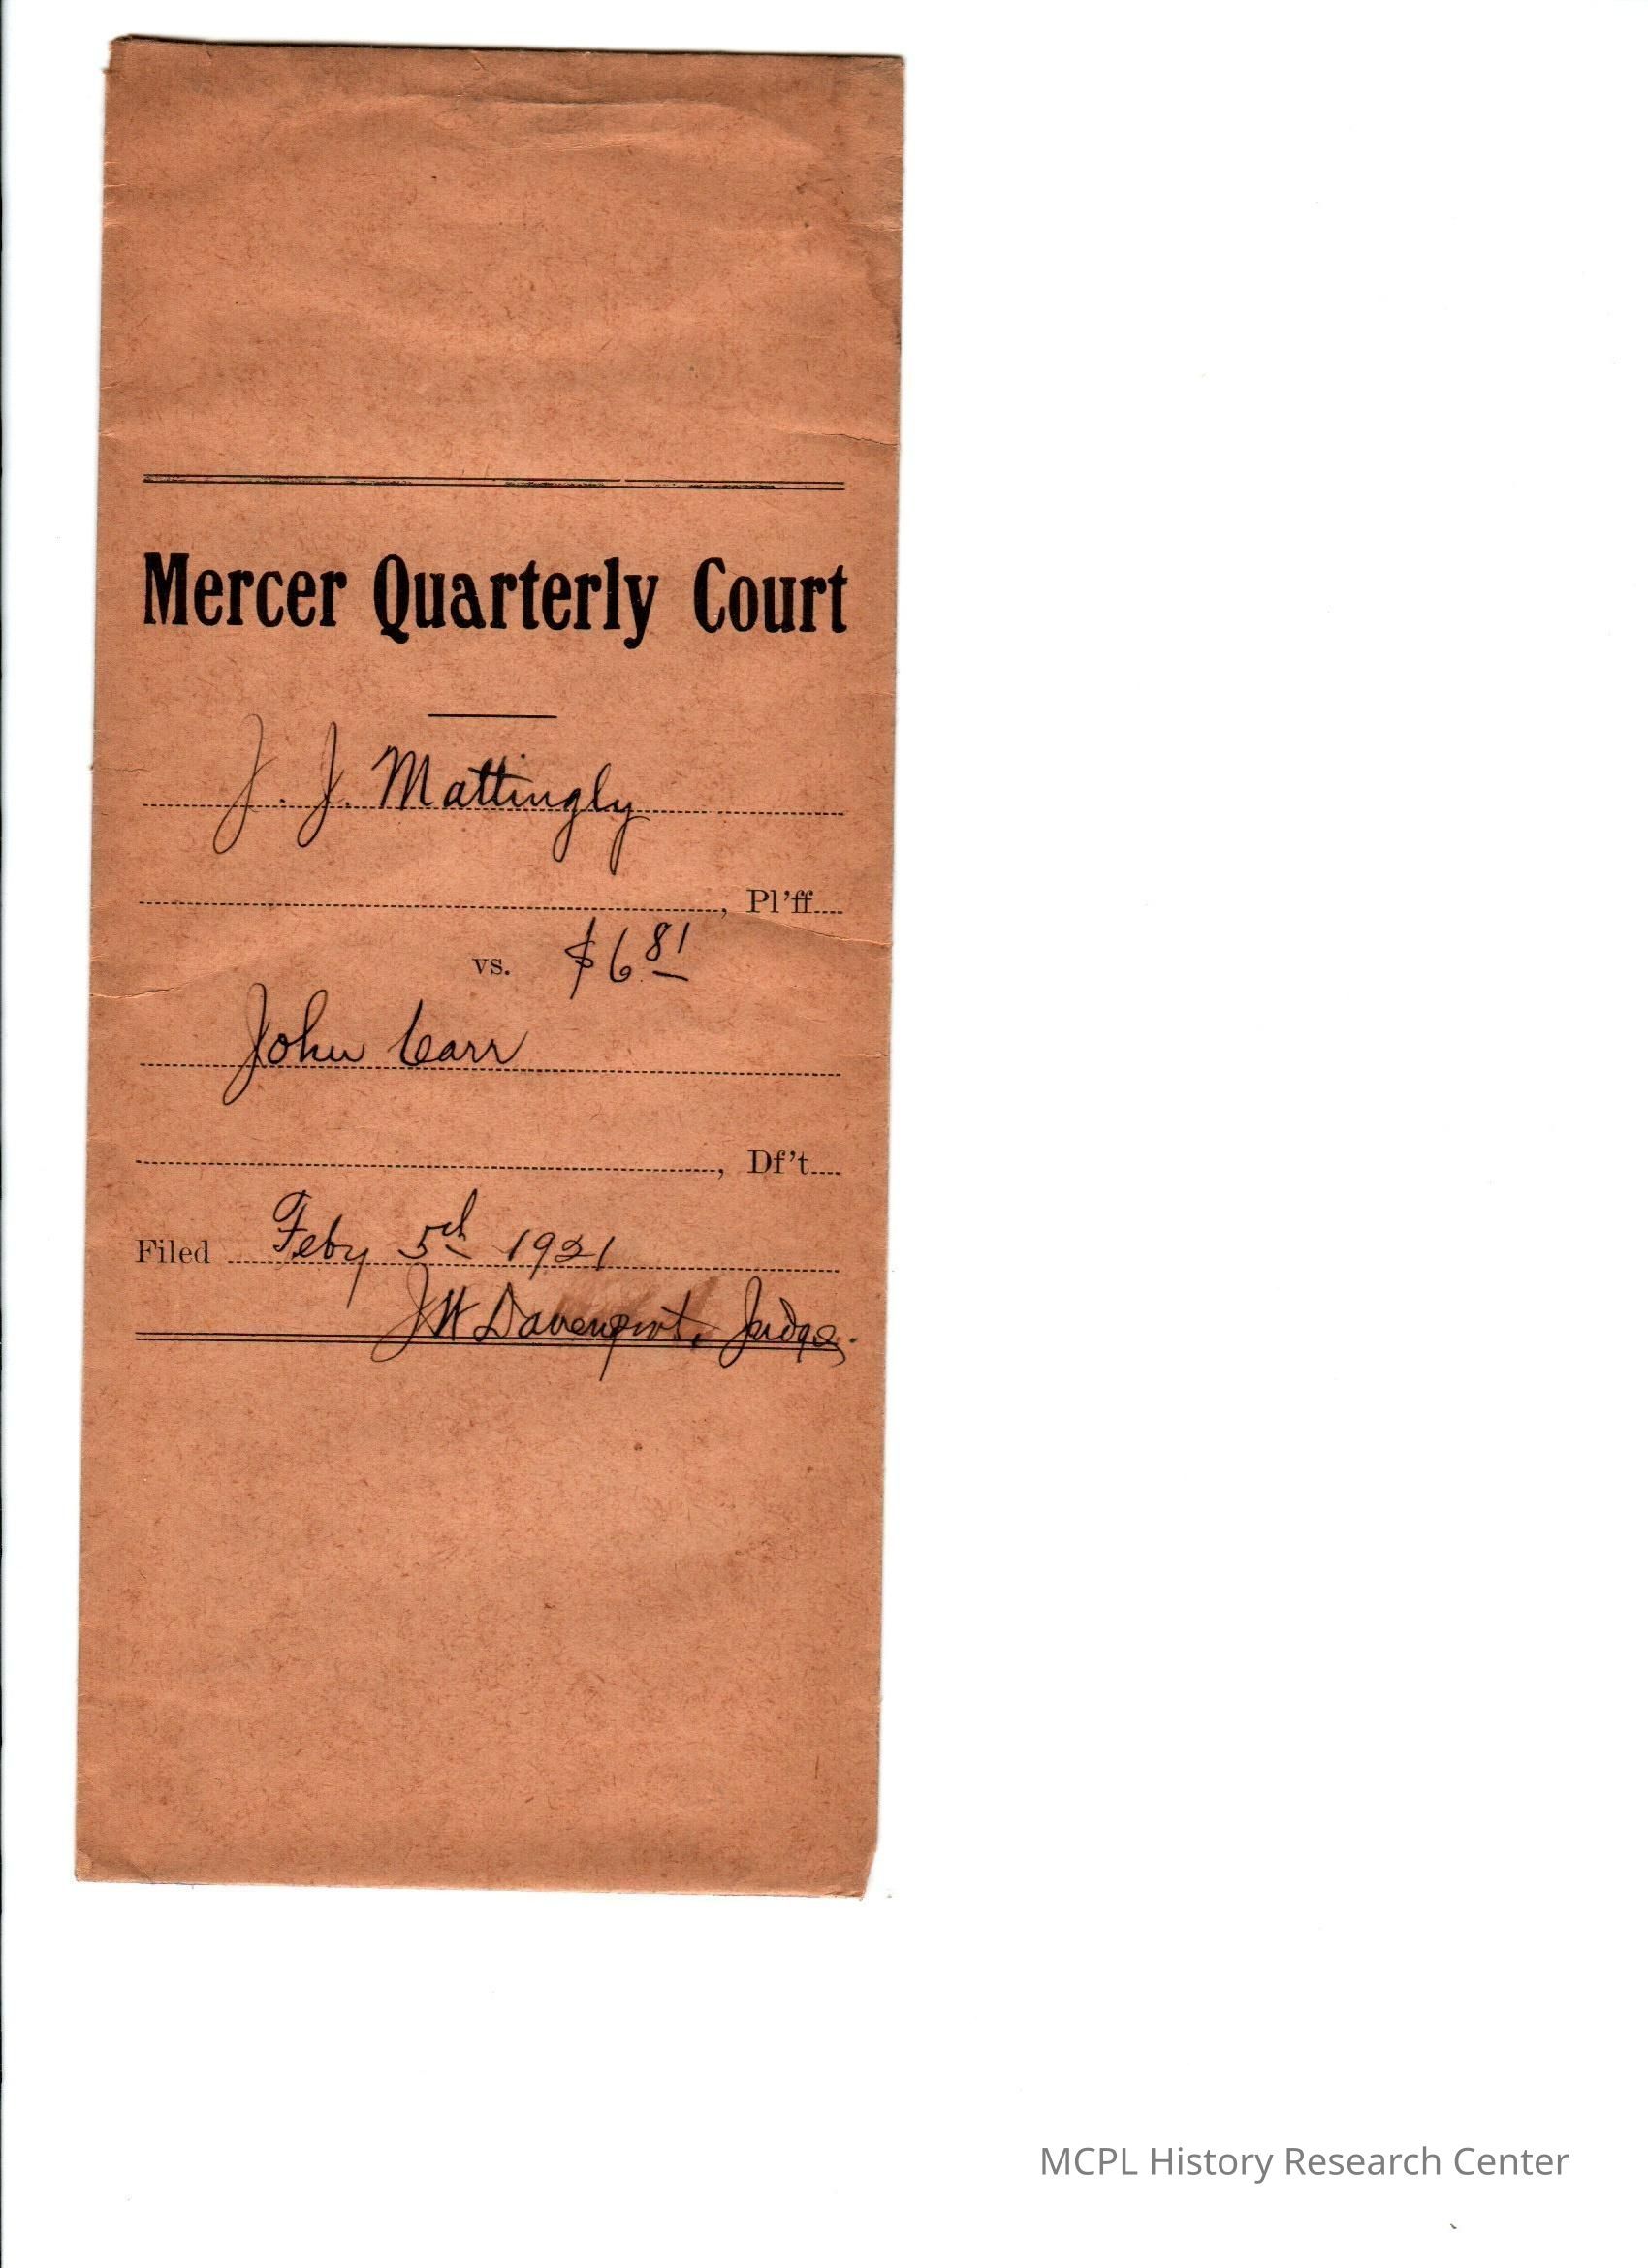 Mercer Quarterly Court
J. J. Mattingly
, Pl'ff
vs. $6 81
John Carr
, Df't
Filed Feby 5th 1921
J W Davenport, Judge.
MCPL History Research Center